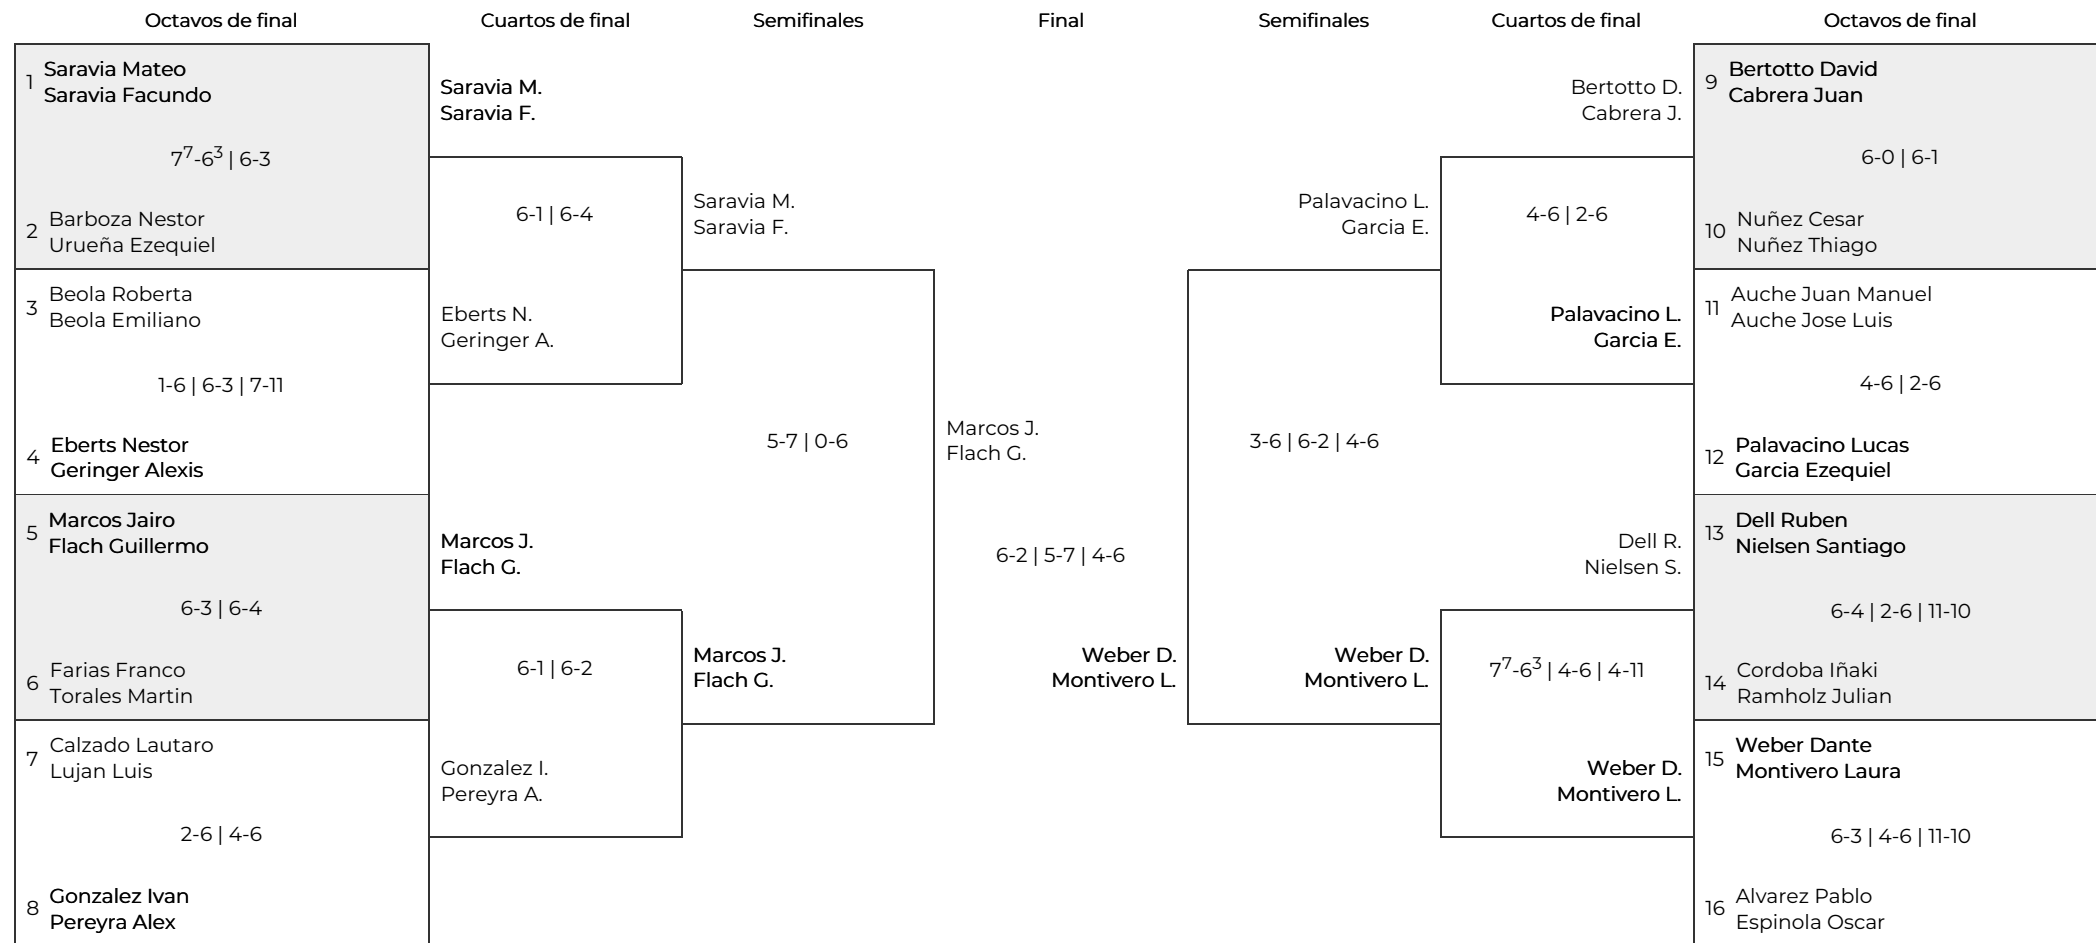 Octavos de final
Cuartos de final
Semifinales
Final
Semifinales
Cuartos de final
Octavos de final
1
Saravia Mateo
Saravia Facundo
7⁷-6³ | 6-3
2
Barboza Nestor
Urueña Ezequiel
3
Beola Roberta
Beola Emiliano
1-6 | 6-3 | 7-11
4
Eberts Nestor
Geringer Alexis
5
Marcos Jairo
Flach Guillermo
6-3 | 6-4
6
Farias Franco
Torales Martin
7
Calzado Lautaro
Lujan Luis
2-6 | 4-6
8
Gonzalez Ivan
Pereyra Alex
Saravia M.
Saravia F.
6-1 | 6-4
Eberts N.
Geringer A.
Marcos J.
Flach G.
6-1 | 6-2
Gonzalez I.
Pereyra A.
Saravia M.
Saravia F.
5-7 | 0-6
Marcos J.
Flach G.
Marcos J.
Flach G.
6-2 | 5-7 | 4-6
Weber D.
Montivero L.
Palavacino L.
Garcia E.
3-6 | 6-2 | 4-6
Weber D.
Montivero L.
Bertotto D.
Cabrera J.
4-6 | 2-6
Palavacino L.
Garcia E.
Dell R.
Nielsen S.
7⁷-6³ | 4-6 | 4-11
Weber D.
Montivero L.
9
Bertotto David
Cabrera Juan
6-0 | 6-1
10
Nuñez Cesar
Nuñez Thiago
11
Auche Juan Manuel
Auche Jose Luis
4-6 | 2-6
12
Palavacino Lucas
Garcia Ezequiel
13
Dell Ruben
Nielsen Santiago
6-4 | 2-6 | 11-10
14
Cordoba Iñaki
Ramholz Julian
15
Weber Dante
Montivero Laura
6-3 | 4-6 | 11-10
16
Alvarez Pablo
Espinola Oscar